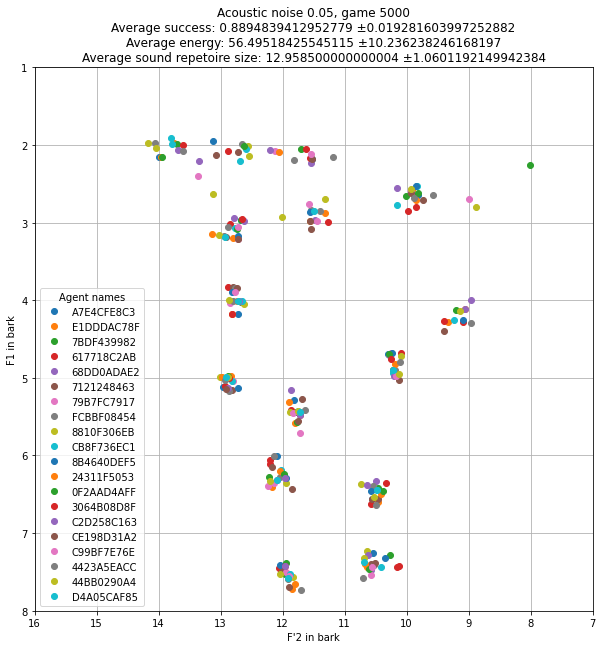 Acoustic noise 0.05, game 5000
Average success: 0.8894839412952779 ±0.019281603997252882
Average energy: 56.49518425545115 ±10.236238246168197
Average sound repetoire size: 12.958500000000004 ±1.0601192149942384
1
2
3
4
5
6
7
8
F1 in bark
Agent names
A7E4CFE8C3
E1DDDAC78F
7BDF439982
617718C2AB
68DD0ADAE2
7121248463
79B7FC7917
FCBBF08454
8810F306EB
CB8F736EC1
8B4640DEF5
24311F5053
0F2AAD4AFF
3064B08D8F
C2D258C163
CE198D31A2
C99BF7E76E
4423A5EACC
44BB0290A4
D4A05CAF85
16 15 14 13 12 11 10 9 8 7
F'2 in bark